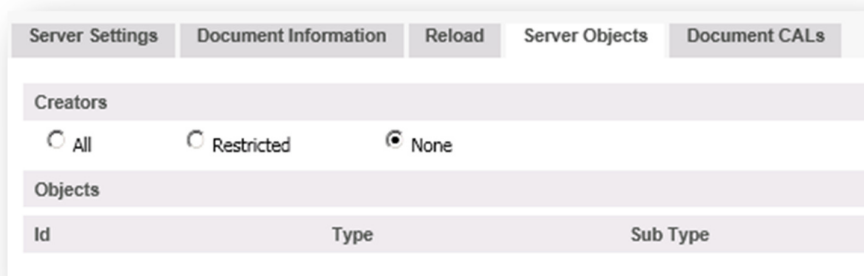 Server Settings Document Information Reload Server Objects Document CALs
Creators
All Restricted None
Objects
Id Type Sub Type